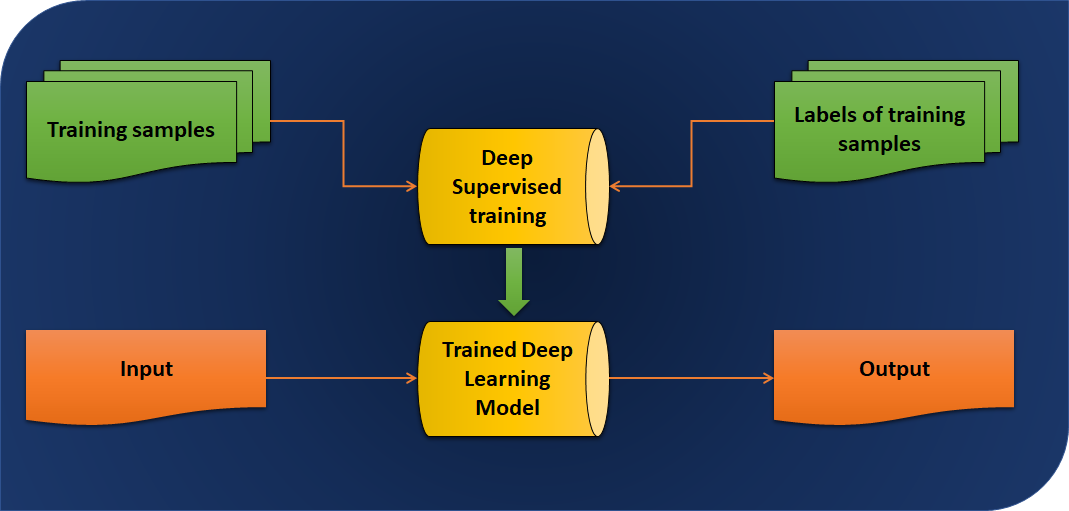 Training samples
Labels of training
samples
Deep
Supervised
training
Input
Trained Deep
Learning
Model
Output